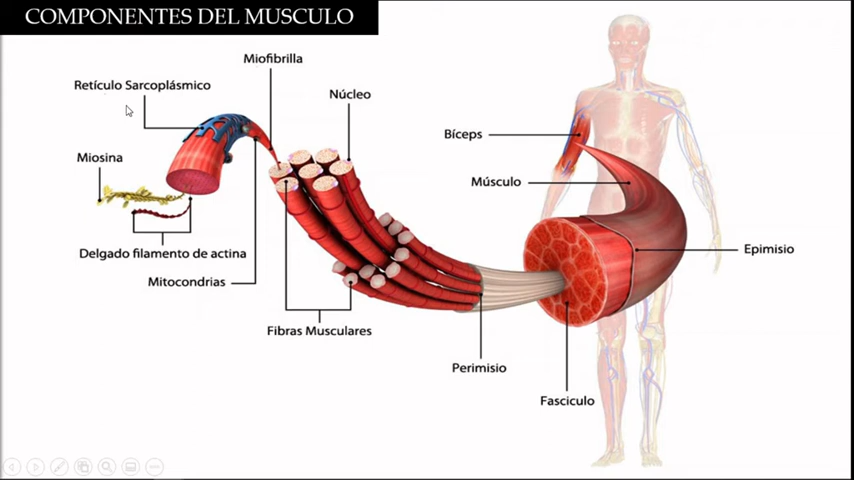 COMPONENTES DEL MUSCULO
Miofibrilla
Retículo Sarcoplásmico
Núcleo
Bíceps
Miosina
Músculo
Delgado filamento de actina
Epimisio
Mitocondrias
Fibras Musculares
Perimisio
Fasciculo